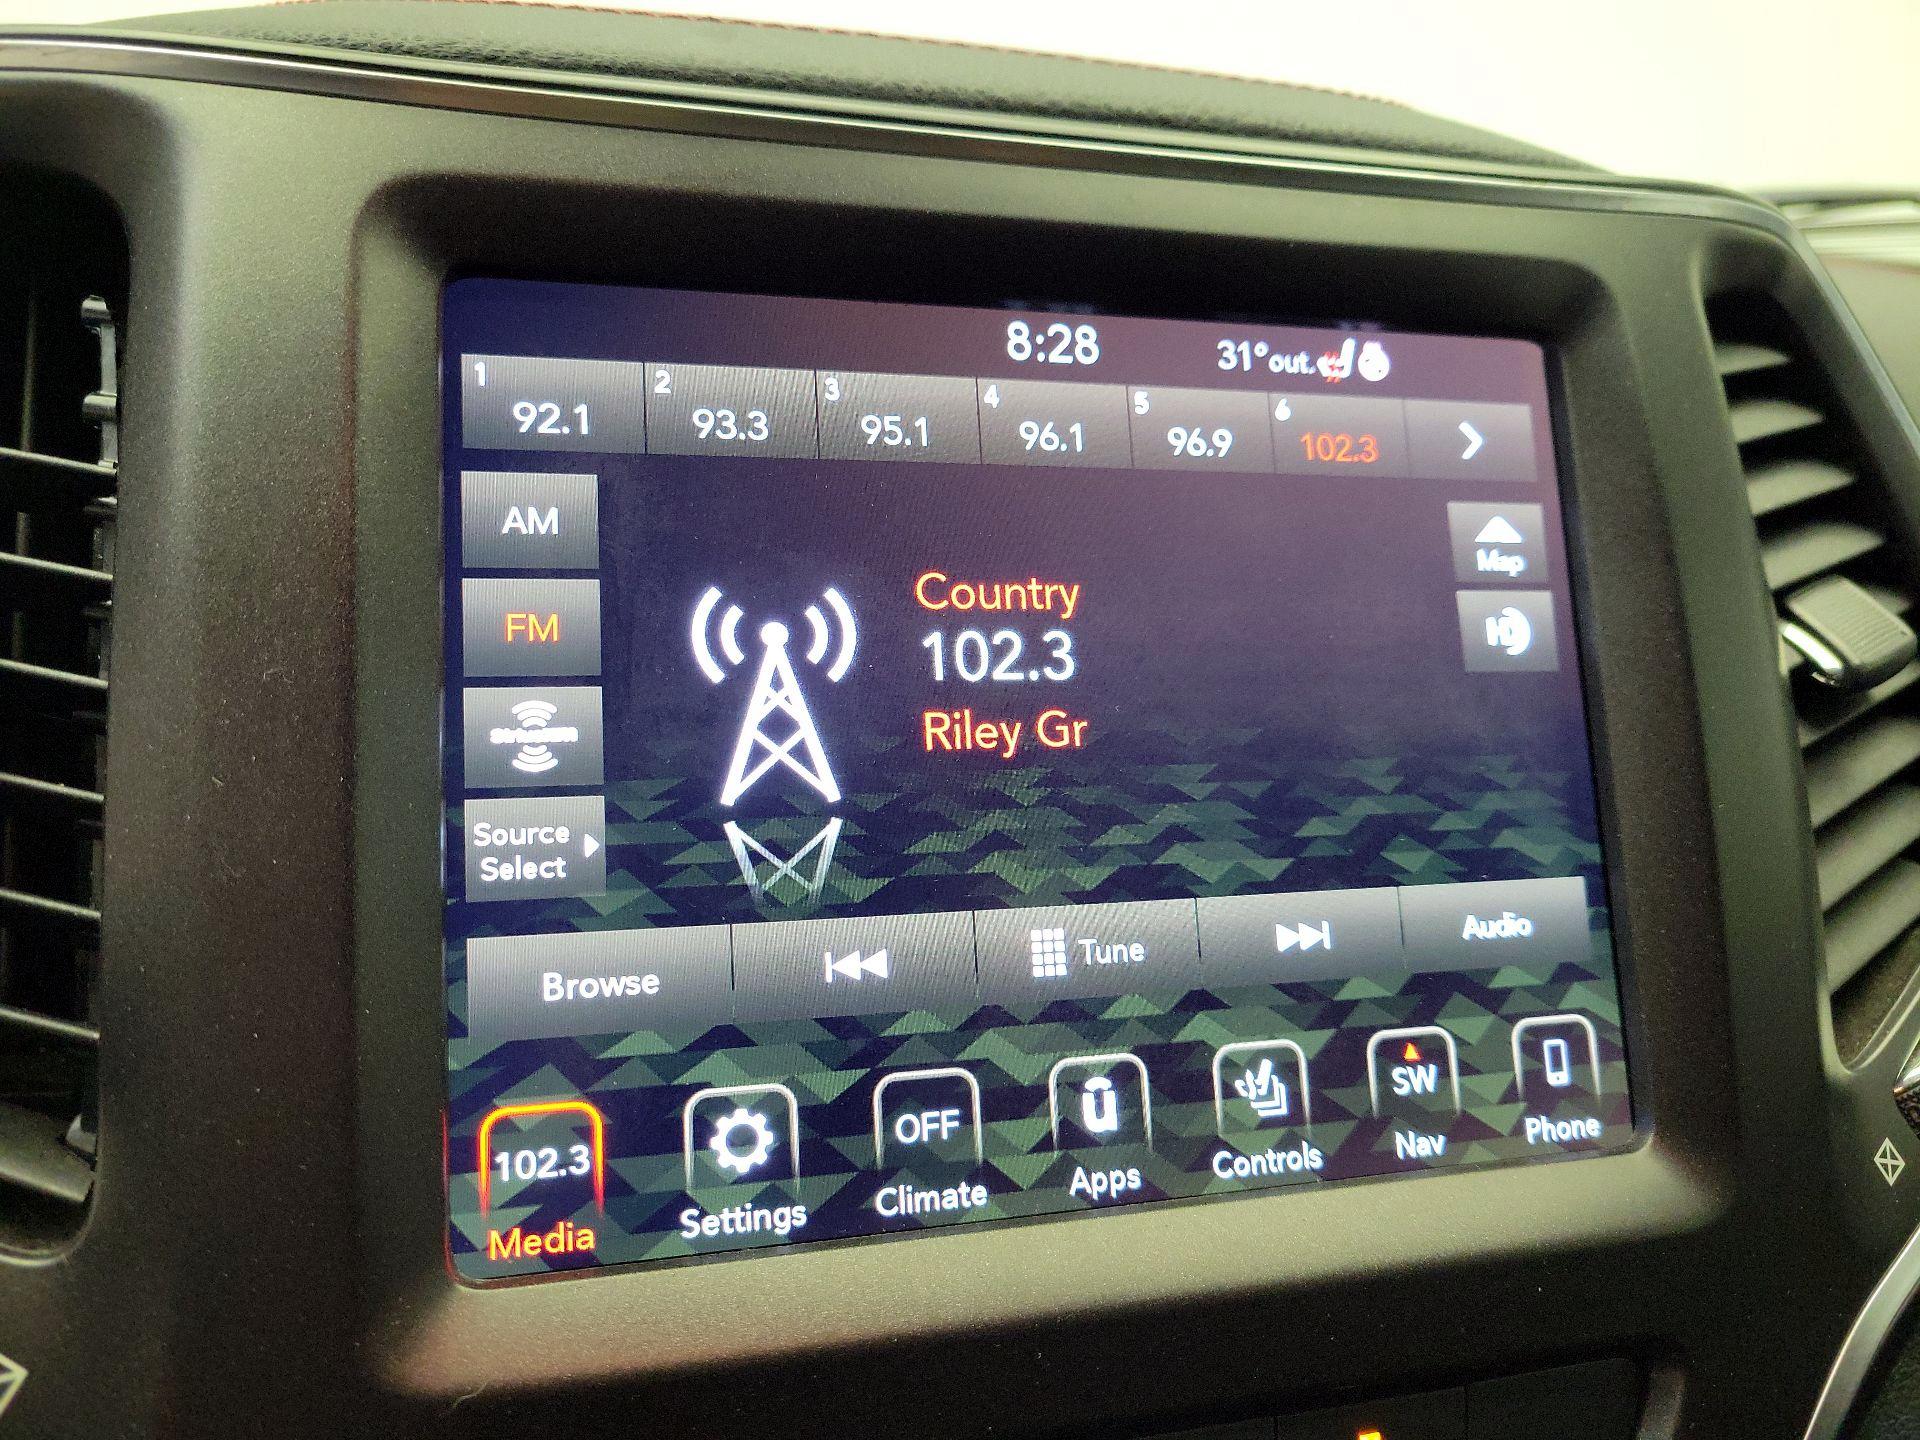 8:28
31° out.
1 2 3 4 5 6
92.1 93.3 95.1 96.1 96.9 102.3
AM
Map
FM
HD
Country
102.3
Riley Gr
SiriusXM
Source
Select
Browse
Tune
Audio
102.3
OFF
SW
Media
Settings
Climate
Apps
Controls
Nav
Phone